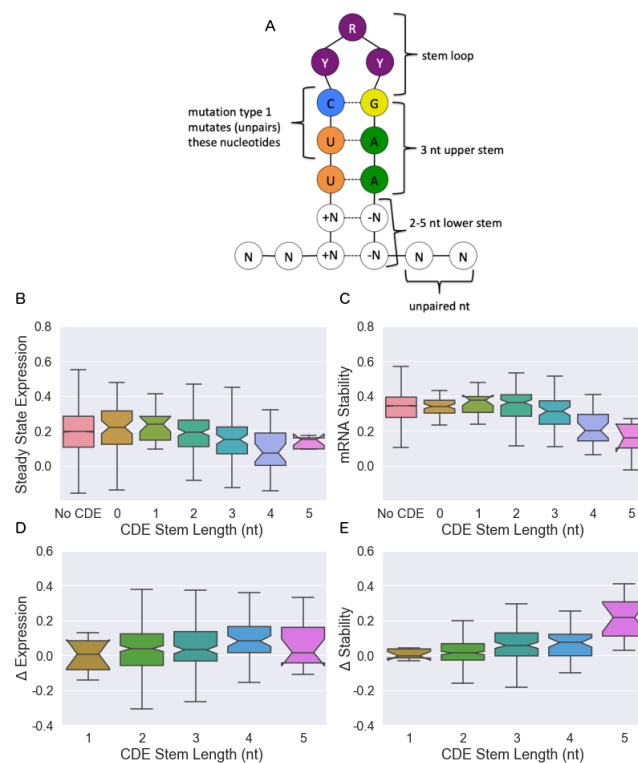 A
R
Y Y
stem loop
C G
mutation type 1
mutates (unpairs)
these nucleotides
U A
3 nt upper stem
U A
+N -N
2-5 nt lower stem
N N +N -N N N
unpaired nt
B
Steady State Expression
0.8
0.6
0.4
0.2
0.0
No CDE 0 1 2 3 4 5
CDE Stem Length (nt)
C
mRNA Stability
0.8
0.6
0.4
0.2
0.0
No CDE 0 1 2 3 4 5
CDE Stem Length (nt)
D
Δ Expression
0.6
0.4
0.2
0.0
-0.2
-0.4
1 2 3 4 5
CDE Stem Length (nt)
E
Δ Stability
0.6
0.4
0.2
0.0
-0.2
-0.4
1 2 3 4 5
CDE Stem Length (nt)